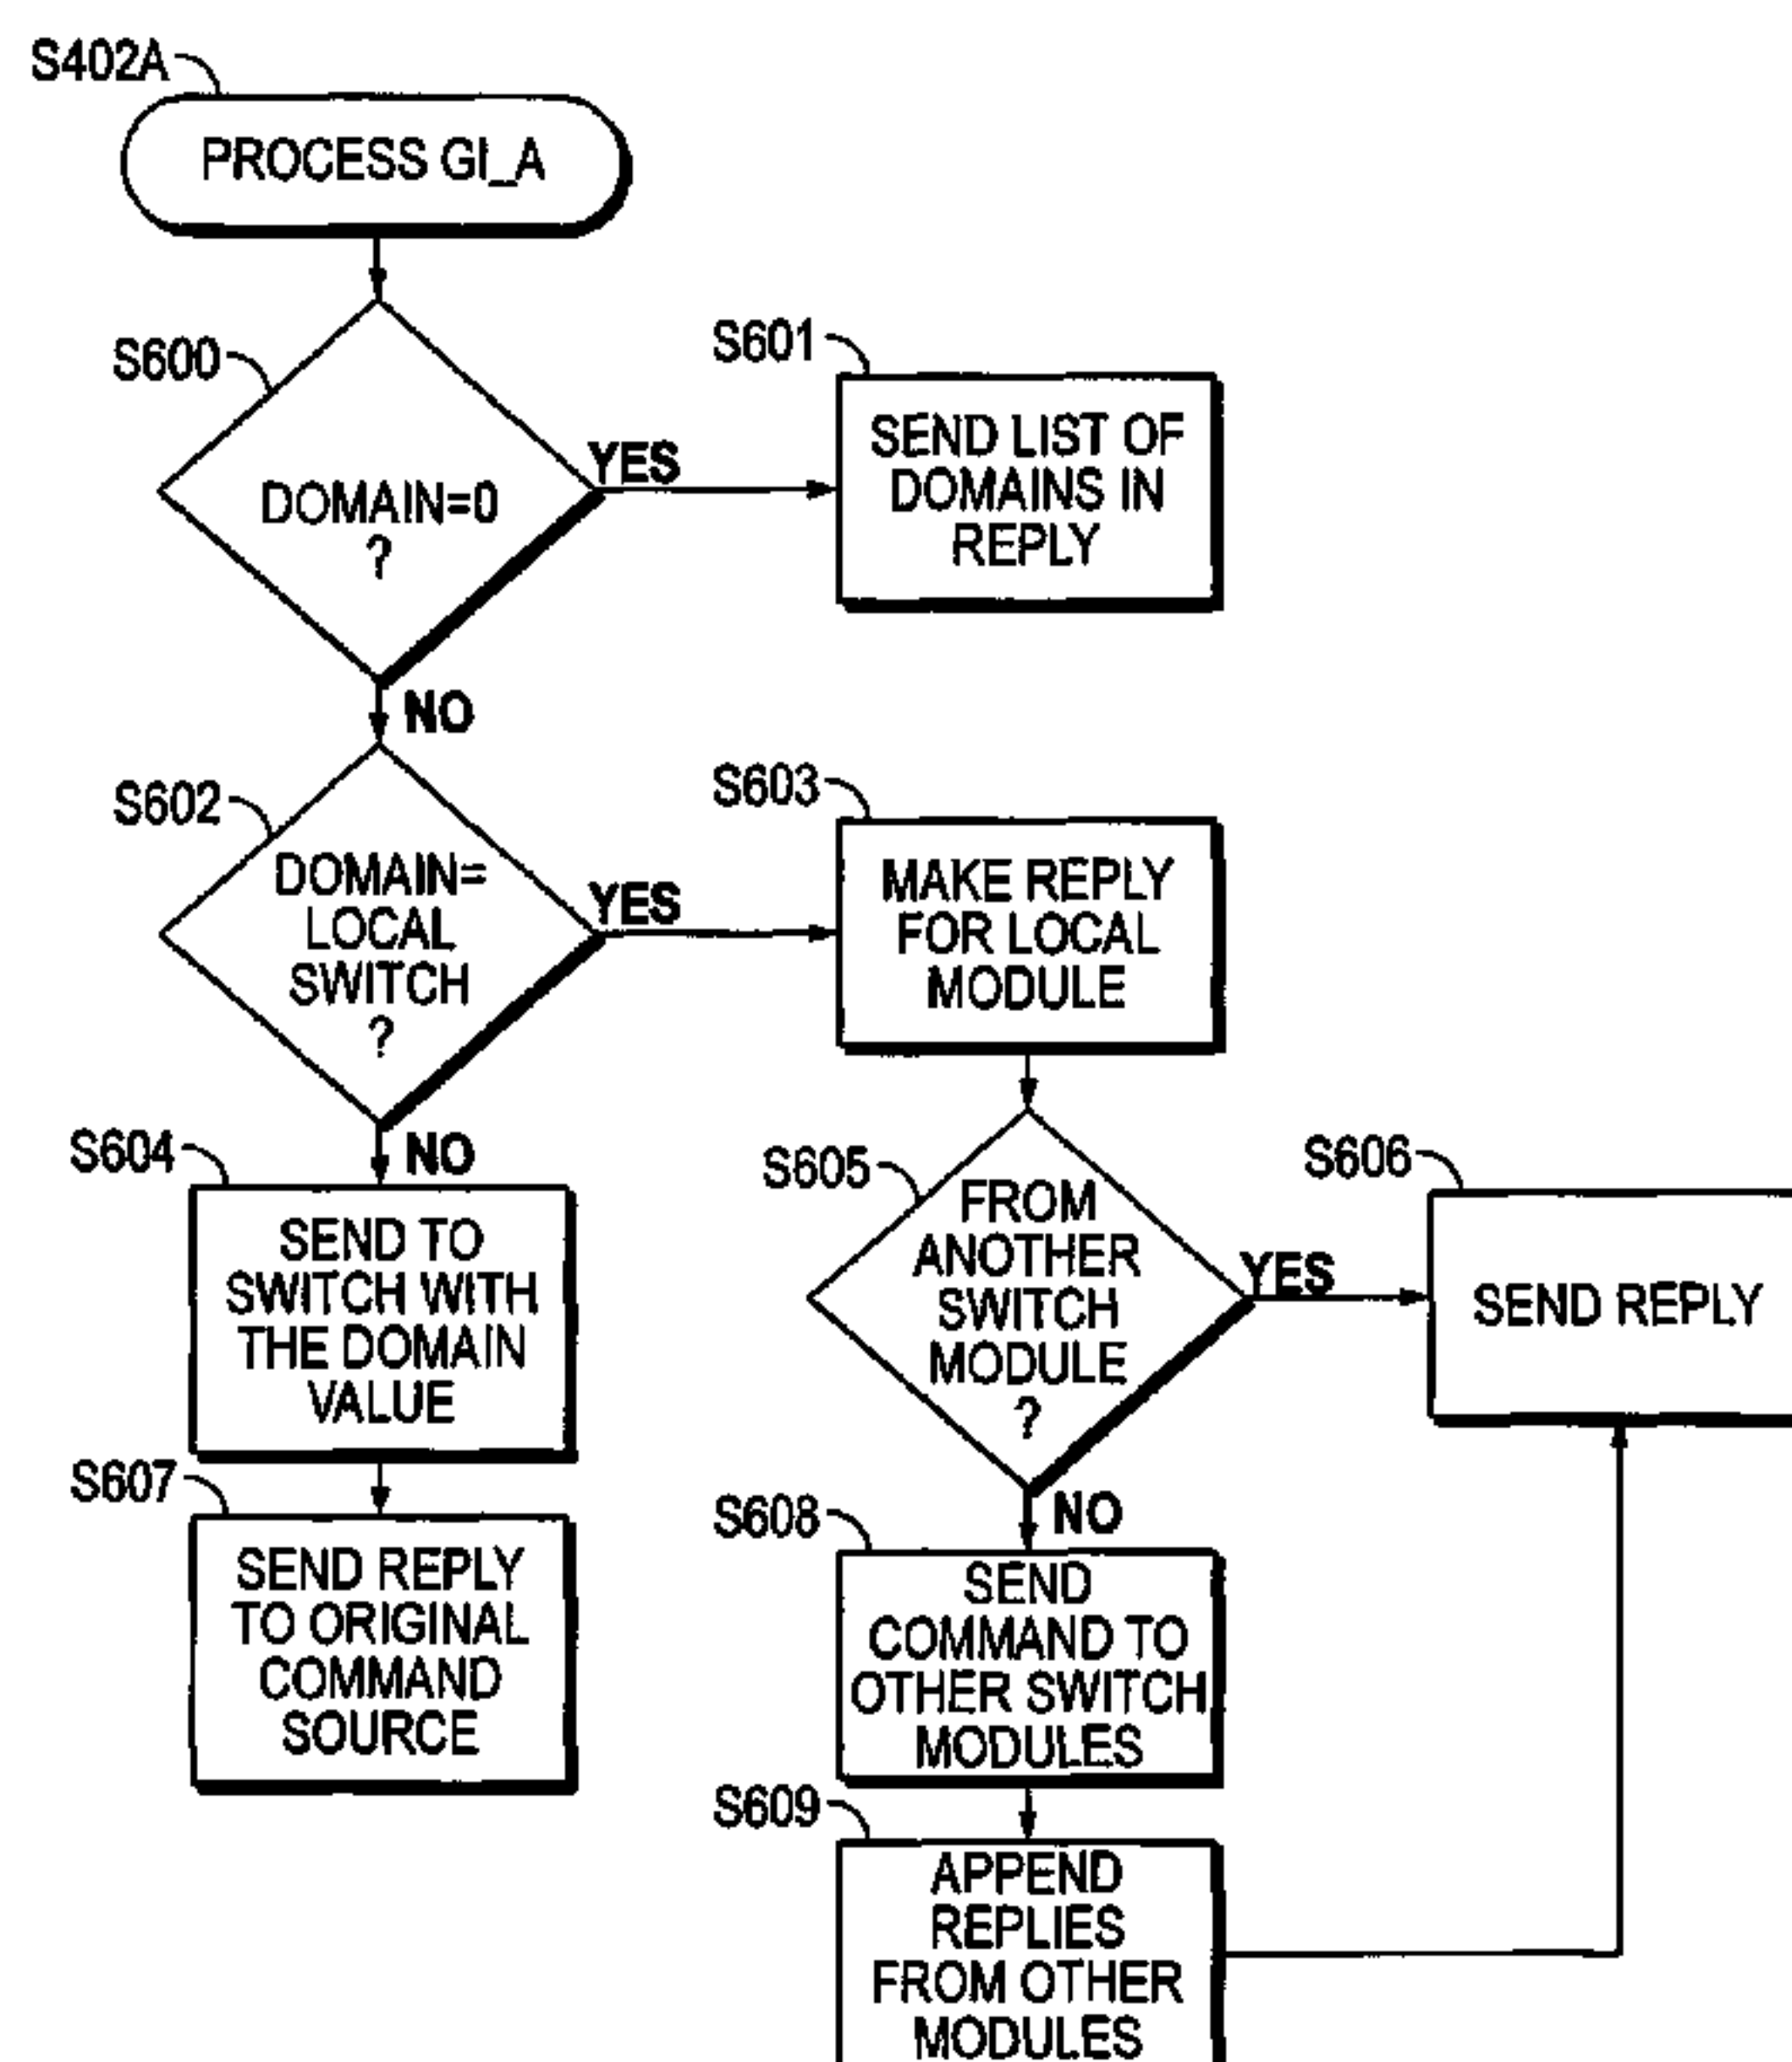 S402A
PROCESS GI_A
S600
DOMAIN=0
?
YES
NO
S601
SEND LIST OF
DOMAINS IN
REPLY
S602
DOMAIN=
LOCAL
SWITCH
?
YES
NO
S603
MAKE REPLY
FOR LOCAL
MODULE
S604
SEND TO
SWITCH WITH
THE DOMAIN
VALUE
S605
FROM
ANOTHER
SWITCH
MODULE
?
YES
NO
S606
SEND REPLY
S607
SEND REPLY
TO ORIGINAL
COMMAND
SOURCE
S608
SEND
COMMAND TO
OTHER SWITCH
MODULES
S609
APPEND
REPLIES
FROM OTHER
MODULES